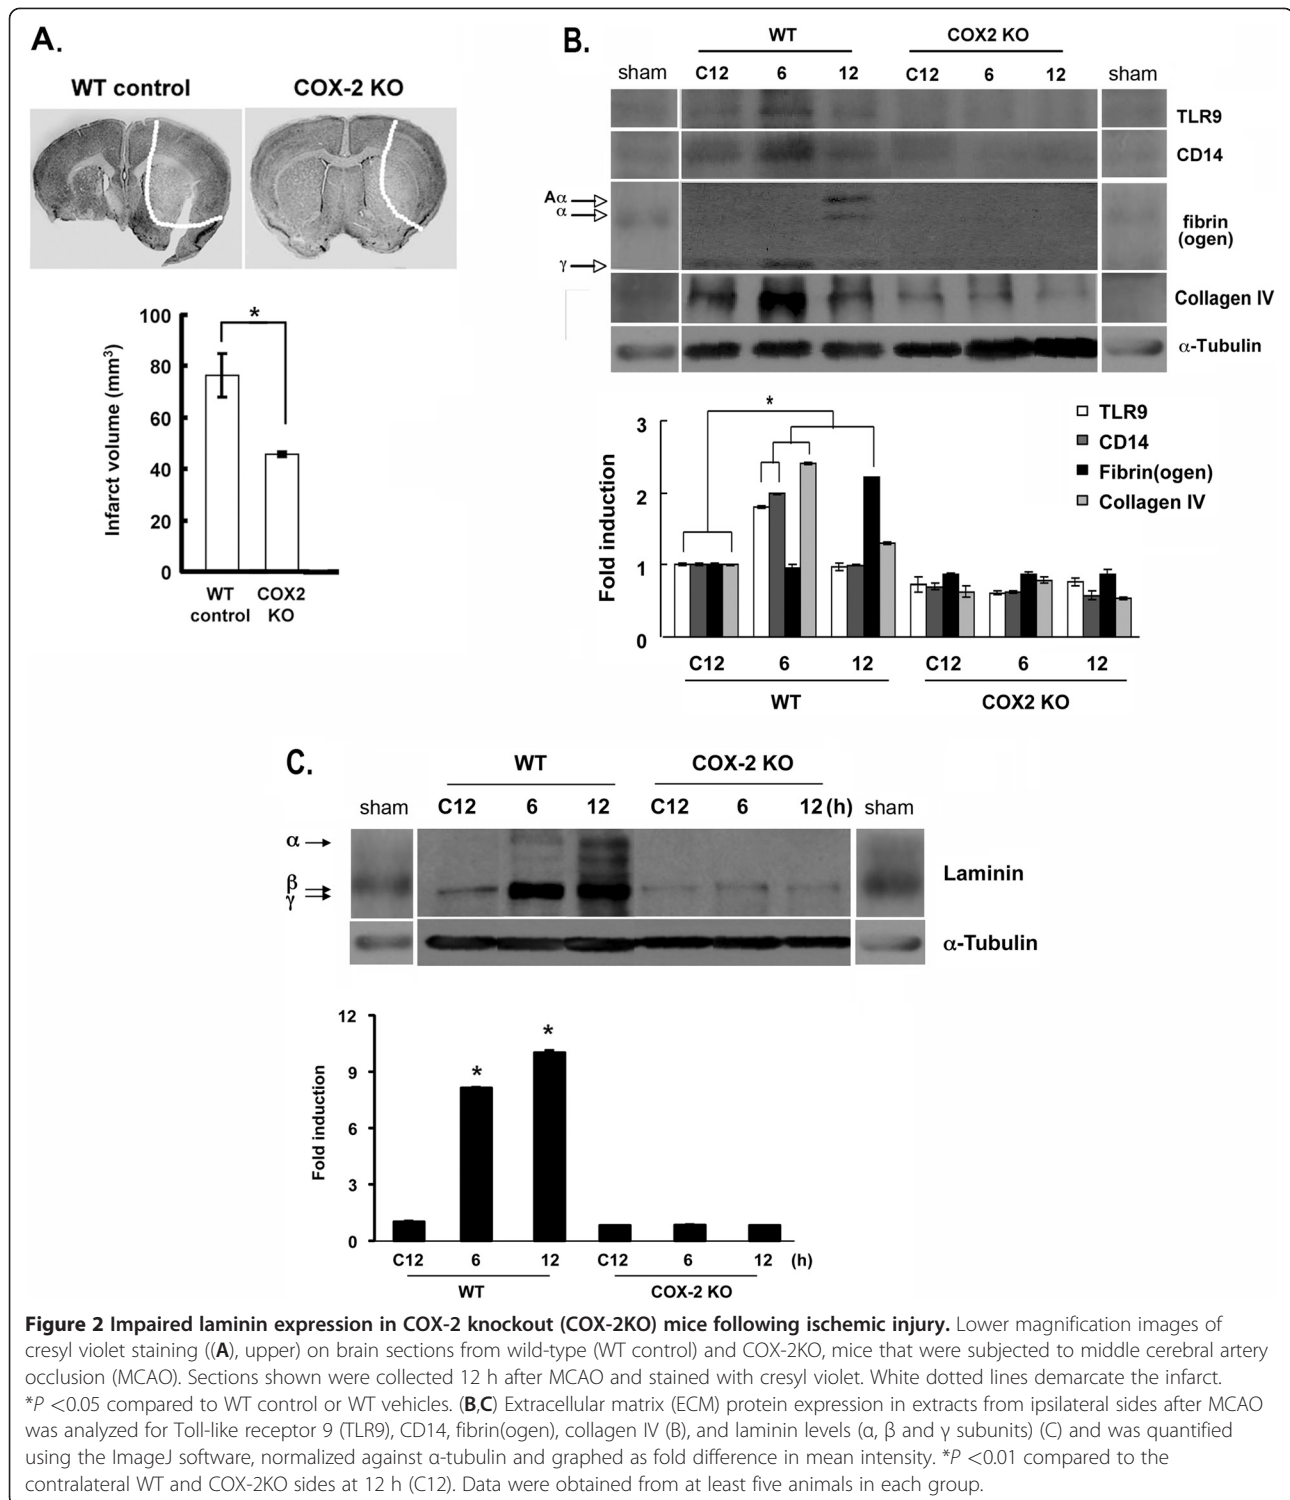 A.
WT control COX-2 KO
Infarct volume (mm³)
100
80
60
40
20
0
*
WT control
COX2 KO
B.
WT COX2 KO
sham C12 6 12 C12 6 12 sham
TLR9
CD14
Aα
α
γ
fibrin
(ogen)
Collagen IV
α-Tubulin
Fold induction
3
2
1
0
*
TLR9
CD14
Fibrin(ogen)
Collagen IV
C12 6 12 C12 6 12
WT COX2 KO
C.
WT COX-2 KO
sham C12 6 12 C12 6 12 (h) sham
α
β
γ
Laminin
α-Tubulin
Fold induction
12
9
6
3
0
* *
C12 6 12 C12 6 12 (h)
WT COX-2 KO
Figure 2 Impaired laminin expression in COX-2 knockout (COX-2KO) mice following ischemic injury. Lower magnification images of
cresyl violet staining ((A), upper) on brain sections from wild-type (WT control) and COX-2KO, mice that were subjected to middle cerebral artery
occlusion (MCAO). Sections shown were collected 12 h after MCAO and stained with cresyl violet. White dotted lines demarcate the infarct.
*P <0.05 compared to WT control or WT vehicles. (B,C) Extracellular matrix (ECM) protein expression in extracts from ipsilateral sides after MCAO
was analyzed for Toll-like receptor 9 (TLR9), CD14, fibrin(ogen), collagen IV (B), and laminin levels (α, β and γ subunits) (C) and was quantified
using the ImageJ software, normalized against α-tubulin and graphed as fold difference in mean intensity. *P <0.01 compared to the
contralateral WT and COX-2KO sides at 12 h (C12). Data were obtained from at least five animals in each group.